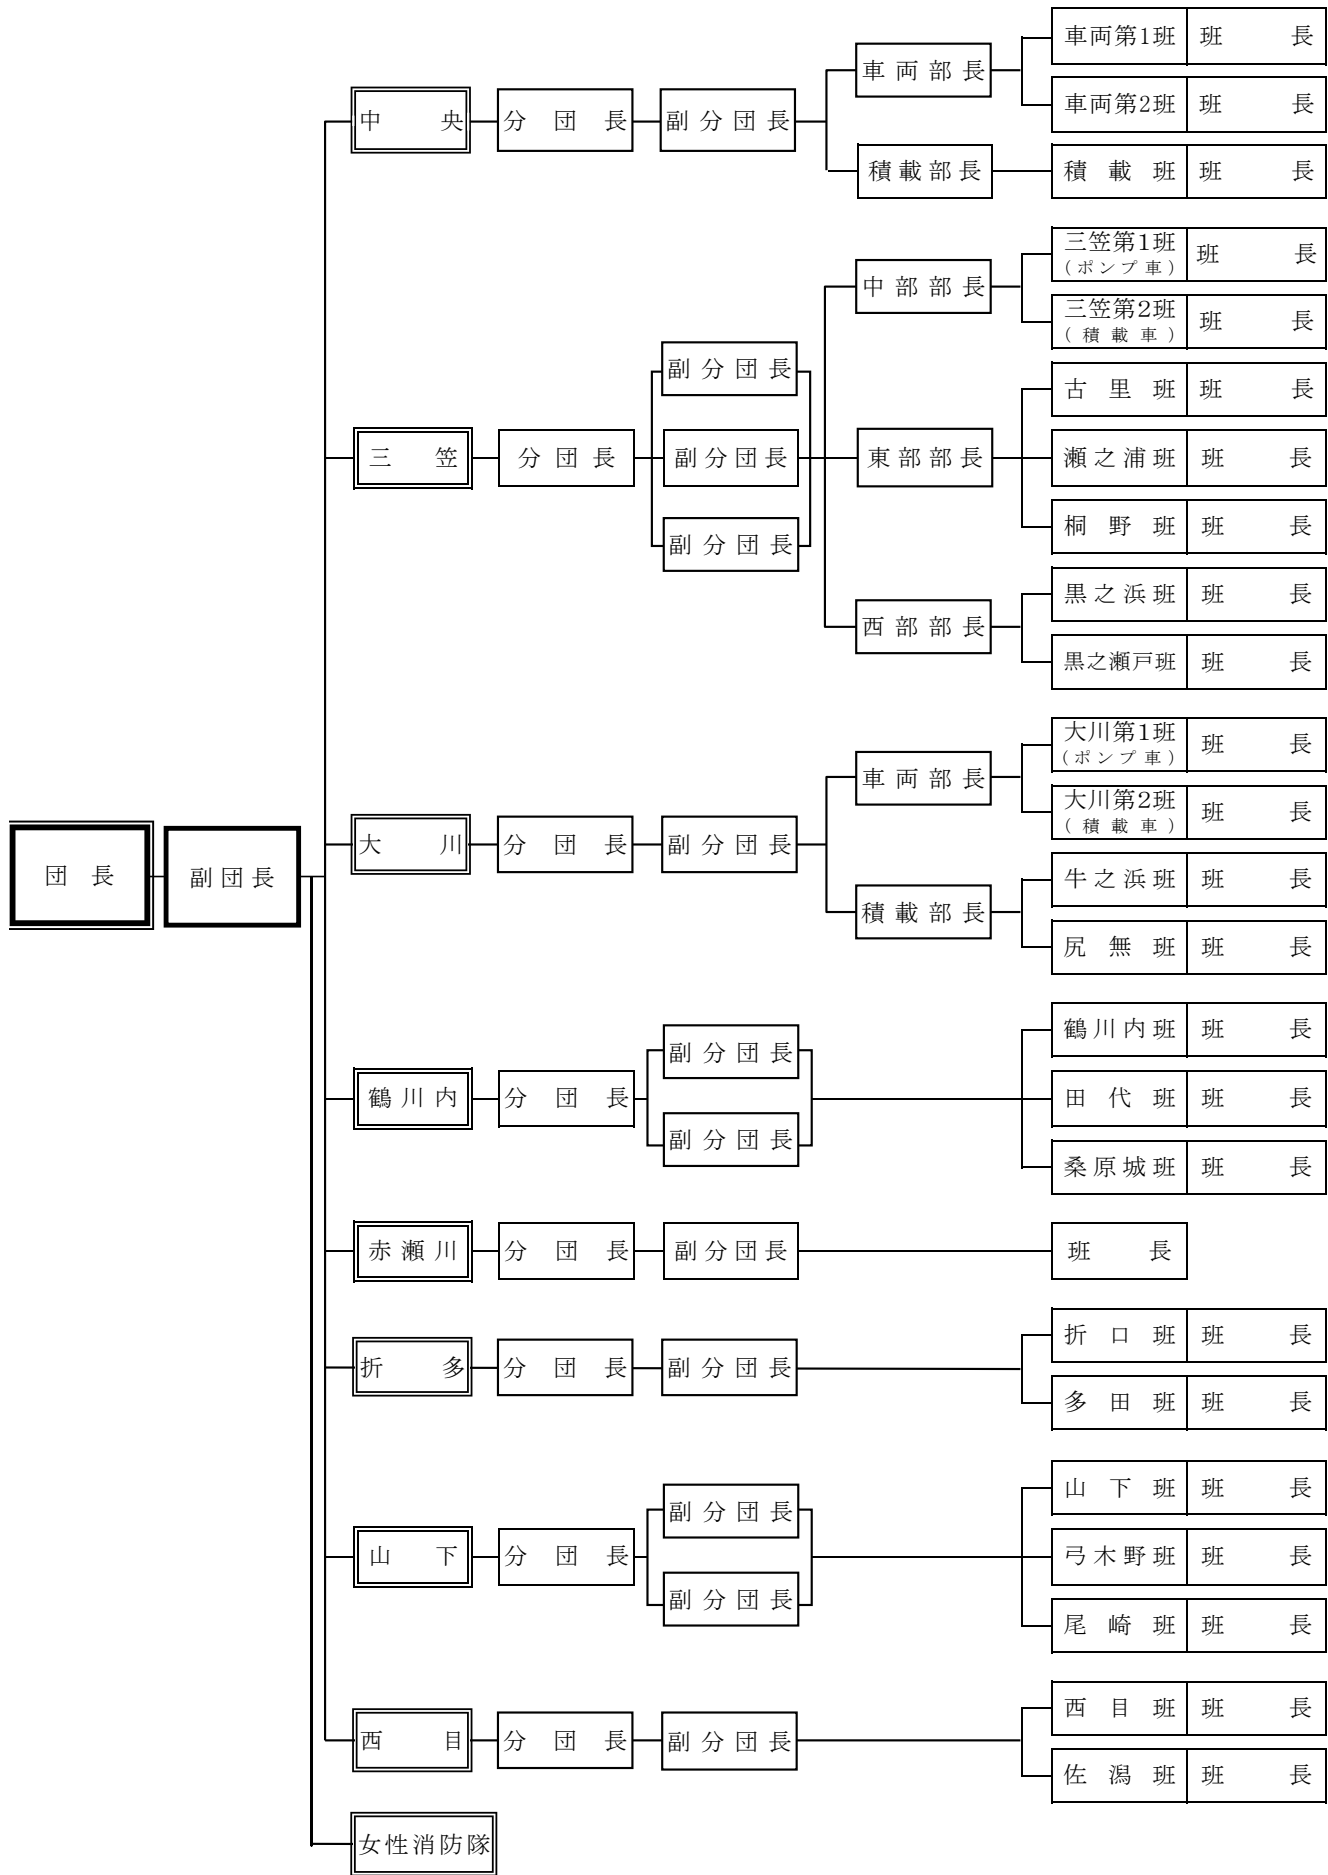 車両第1班 班長
車両部長
車両第2班 班長
中央 分団長 副分団長
積載部長 積載班 班長
三笠第1班 班長
(ポンプ車)
中部部長
三笠第2班 班長
(積載車)
副分団長
古里班 班長
三笠 分団長 副分団長 東部部長 瀬之浦班 班長
副分団長
桐野班 班長
黒之浜班 班長
西部部長
黒之瀬戸班 班長
大川第1班 班長
(ポンプ車)
車両部長
大川第2班 班長
(積載車)
大川 分団長 副分団長
団長 副団長
牛之浜班 班長
積載部長
尻無班 班長
鶴川内班 班長
副分団長
鶴川内 分団長 田代班 班長
副分団長
桑原城班 班長
赤瀬川 分団長 副分団長 班長
折口班 班長
折多 分団長 副分団長
多田班 班長
山下班 班長
副分団長
山下 分団長 弓木野班 班長
副分団長
尾崎班 班長
西目班 班長
西目 分団長 副分団長
佐潟班 班長
女性消防隊